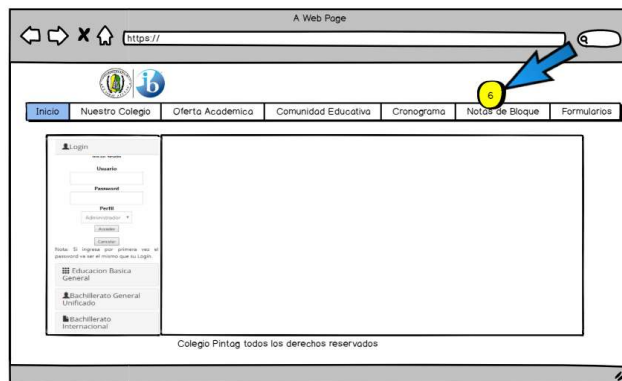 A Web Page
https://
ib
6
Inicio Nuestro Colegio Oferta Academica Comunidad Educativa Cronograma Notas de Bloque Formularios
Login
Usuario
Password
Perfil
Administrador
Acceder
Cancelar
Nota: Si ingresa por primera vez el
password va ser el mismo que su Login.
Educacion Basica
General
Bachillerato General
Unificado
Bachillerato
Internacional
Colegio Pintag todos los derechos reservados